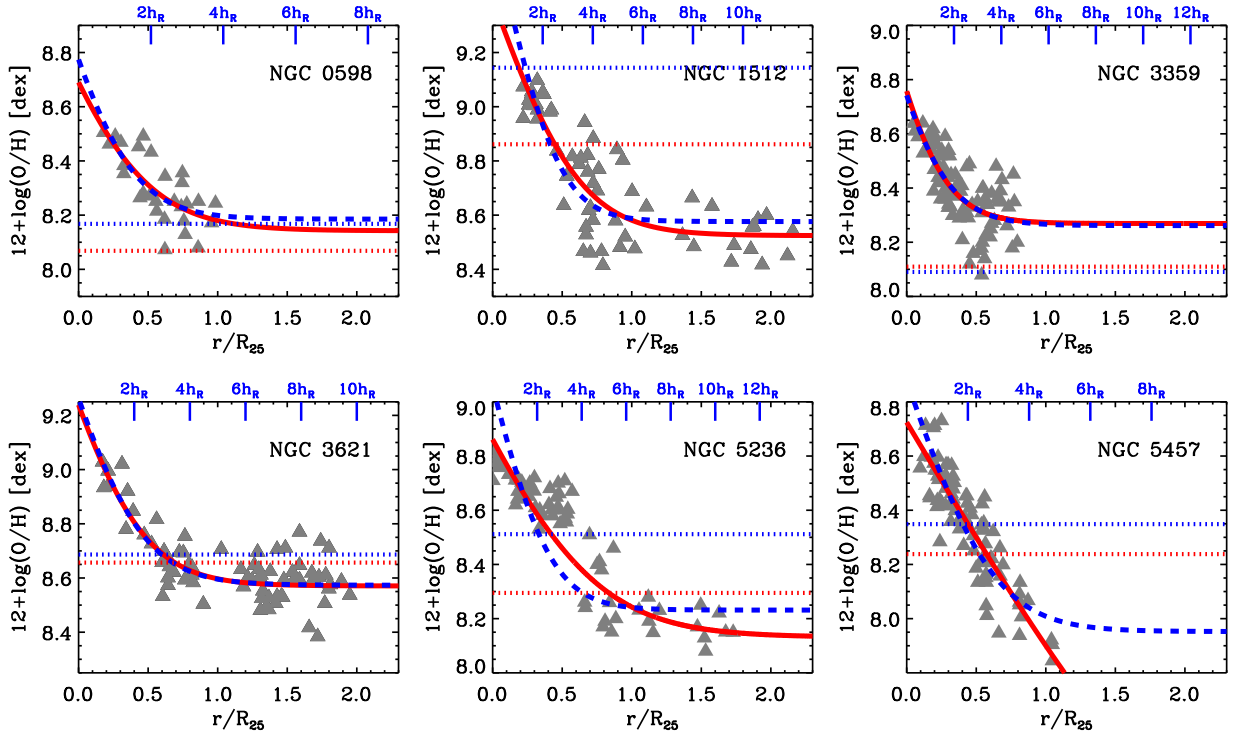 2h_R 4h_R 6h_R 8h_R
2h_R 4h_R 6h_R 8h_R 10h_R
2h_R 4h_R 6h_R 8h_R 10h_R 12h_R
NGC 0598
NGC 1512
NGC 3359
12+log(O/H) [dex]
8.8
8.6
8.4
8.2
8.0
12+log(O/H) [dex]
9.2
9.0
8.8
8.6
8.4
12+log(O/H) [dex]
9.0
8.8
8.6
8.4
8.2
8.0
0.0 0.5 1.0 1.5 2.0
0.0 0.5 1.0 1.5 2.0
0.0 0.5 1.0 1.5 2.0
r/R_25
r/R_25
r/R_25
2h_R 4h_R 6h_R 8h_R 10h_R
2h_R 4h_R 6h_R 8h_R 10h_R 12h_R
2h_R 4h_R 6h_R 8h_R
NGC 3621
NGC 5236
NGC 5457
12+log(O/H) [dex]
9.2
9.0
8.8
8.6
8.4
12+log(O/H) [dex]
9.0
8.8
8.6
8.4
8.2
8.0
12+log(O/H) [dex]
8.8
8.6
8.4
8.2
8.0
0.0 0.5 1.0 1.5 2.0
0.0 0.5 1.0 1.5 2.0
0.0 0.5 1.0 1.5 2.0
r/R_25
r/R_25
r/R_25